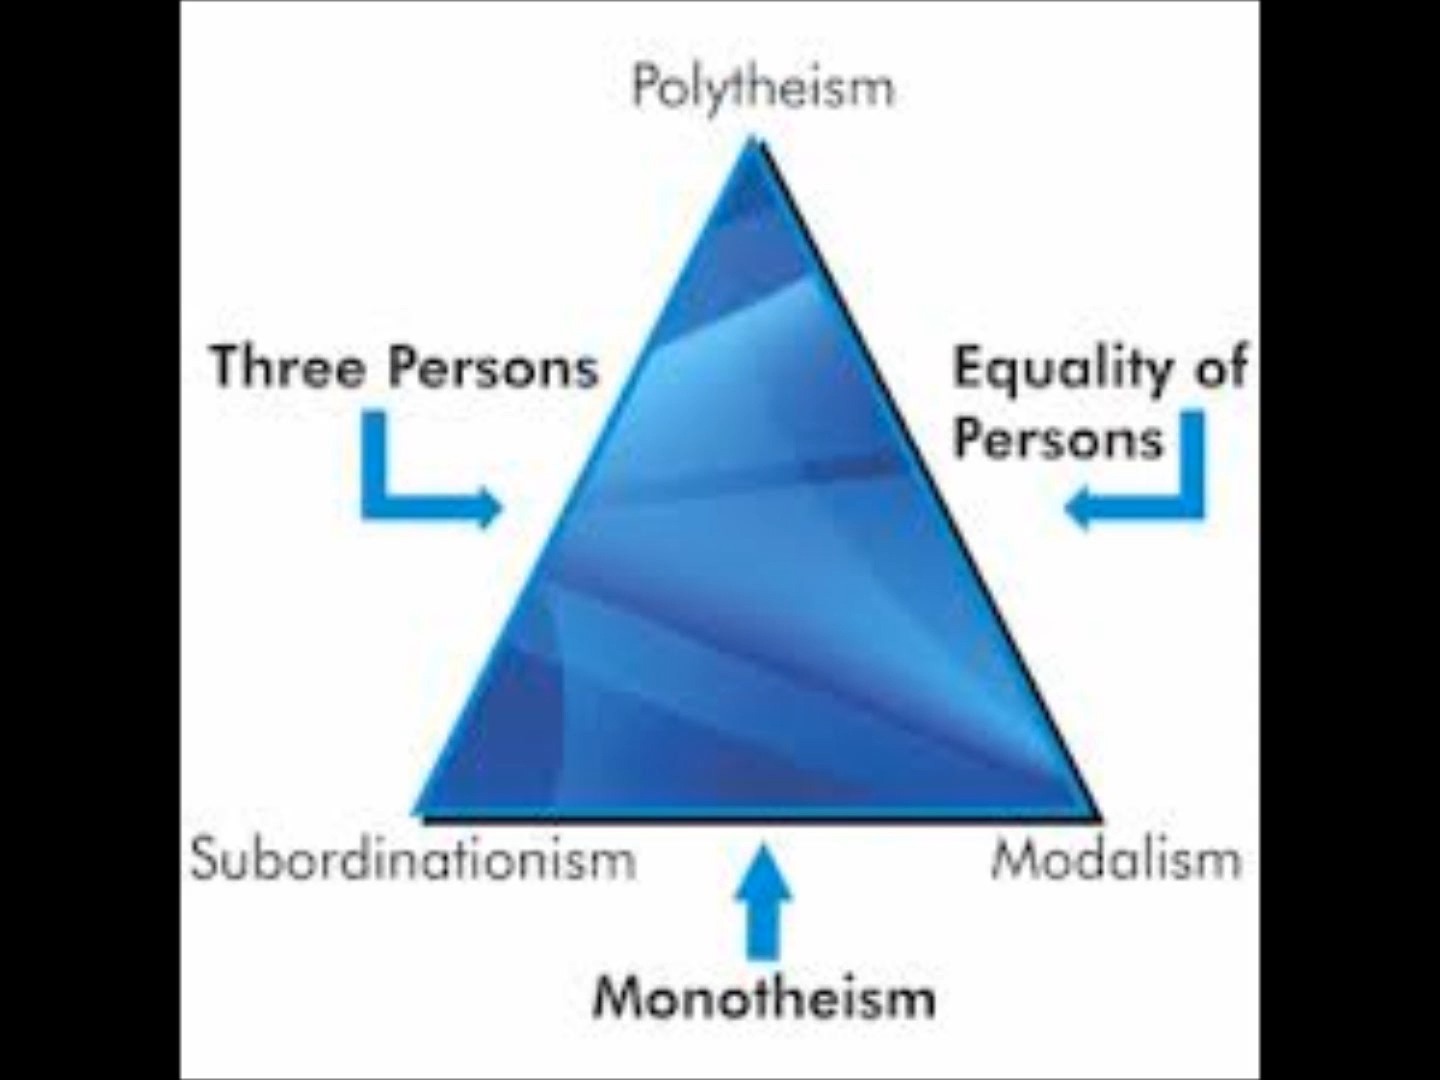 Polytheism
Three Persons
Equality of
Persons
Subordinationism
Modalism
Monotheism